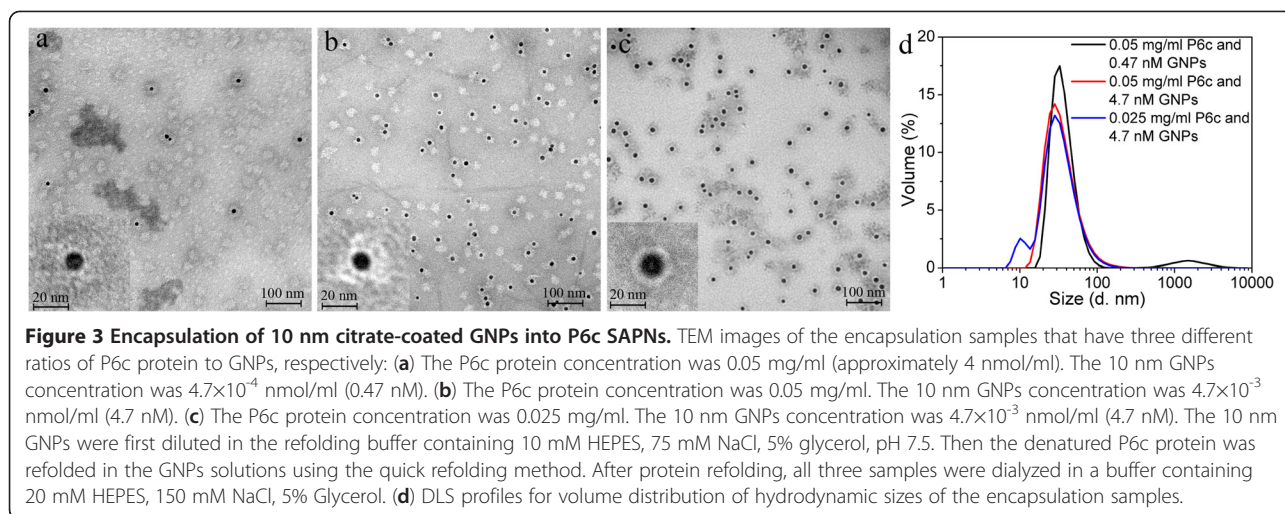 a
b
c
d
20 nm
100 nm
20 nm
100 nm
20 nm
100 nm
20
15
10
5
0
Volume (%)
0.05 mg/ml P6c and
0.47 nM GNPs
0.05 mg/ml P6c and
4.7 nM GNPs
0.025 mg/ml P6c and
4.7 nM GNPs
1 10 100 1000 10000
Size (d. nm)
Figure 3 Encapsulation of 10 nm citrate-coated GNPs into P6c SAPNs. TEM images of the encapsulation samples that have three different
ratios of P6c protein to GNPs, respectively: (a) The P6c protein concentration was 0.05 mg/ml (approximately 4 nmol/ml). The 10 nm GNPs
concentration was 4.7×10⁻⁴ nmol/ml (0.47 nM). (b) The P6c protein concentration was 0.05 mg/ml. The 10 nm GNPs concentration was 4.7×10⁻³
nmol/ml (4.7 nM). (c) The P6c protein concentration was 0.025 mg/ml. The 10 nm GNPs concentration was 4.7×10⁻³ nmol/ml (4.7 nM). The 10 nm
GNPs were first diluted in the refolding buffer containing 10 mM HEPES, 75 mM NaCl, 5% glycerol, pH 7.5. Then the denatured P6c protein was
refolded in the GNPs solutions using the quick refolding method. After protein refolding, all three samples were dialyzed in a buffer containing
20 mM HEPES, 150 mM NaCl, 5% Glycerol. (d) DLS profiles for volume distribution of hydrodynamic sizes of the encapsulation samples.